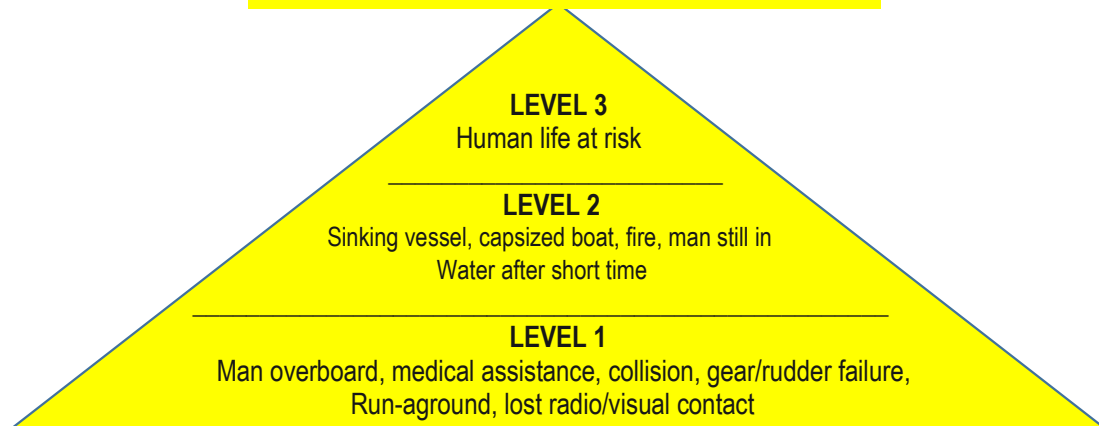 LEVEL 3
Human life at risk
LEVEL 2
Sinking vessel, capsized boat, fire, man still in
Water after short time
LEVEL 1
Man overboard, medical assistance, collision, gear/rudder failure,
Run-aground, lost radio/visual contact